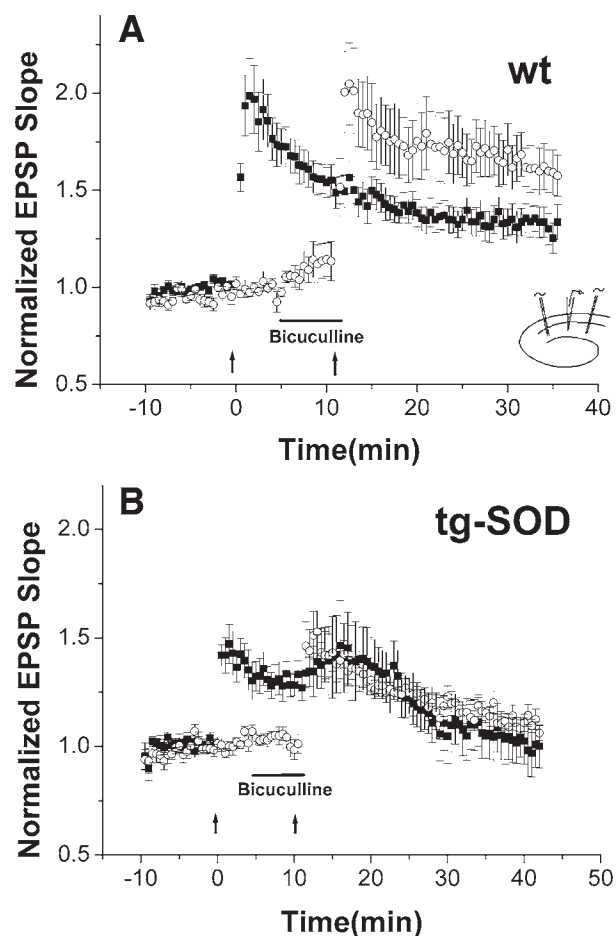 A
wt
Normalized EPSP Slope
2.0
1.5
1.0
0.5
Bicuculline
-10 0 10 20 30 40
Time(min)
B
tg-SOD
Normalized EPSP Slope
2.0
1.5
1.0
0.5
Bicuculline
-10 0 10 20 30 40 50
Time(min)